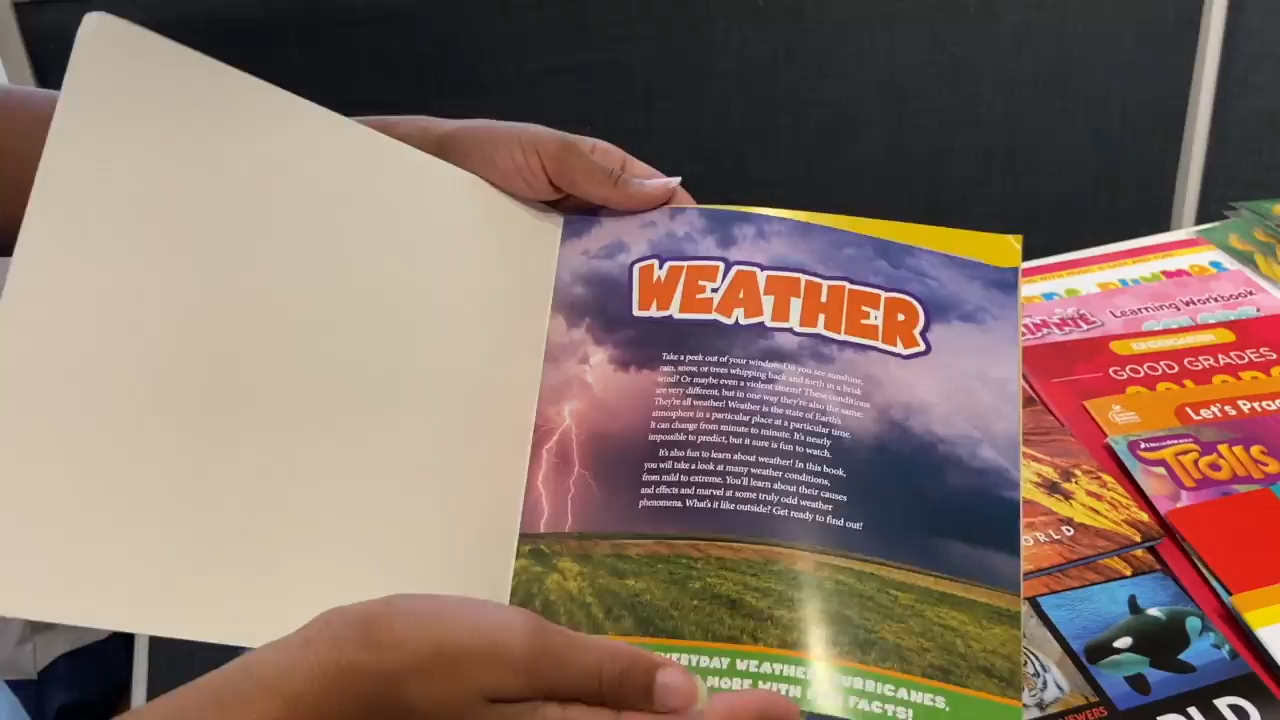 WEATHER
Take a peek out of your window. Do you see sunshine,
rain, snow, or trees whipping back and forth in a brisk
wind? Or maybe even a violent storm? These conditions
are very different, but in one way they're also the same:
They're all weather! Weather is the state of Earth's
atmosphere in a particular place at a particular time.
It can change from minute to minute. It's nearly
impossible to predict, but it sure is fun to watch.
It's also fun to learn about weather! In this book,
you will take a look at many weather conditions,
from mild to extreme. You'll learn about their causes
and effects and marvel at some truly odd weather
phenomena. What's it like outside? Get ready to find out!
EVERYDAY WEATHER, HURRICANES,
MORE WITH FACTS!
MINNIE Learning Workbook
COLORS
KINDERGARTEN
GOOD GRADES
Let's Prac
DREAMWORKS
TROLLS
ORLD
ANSWERS